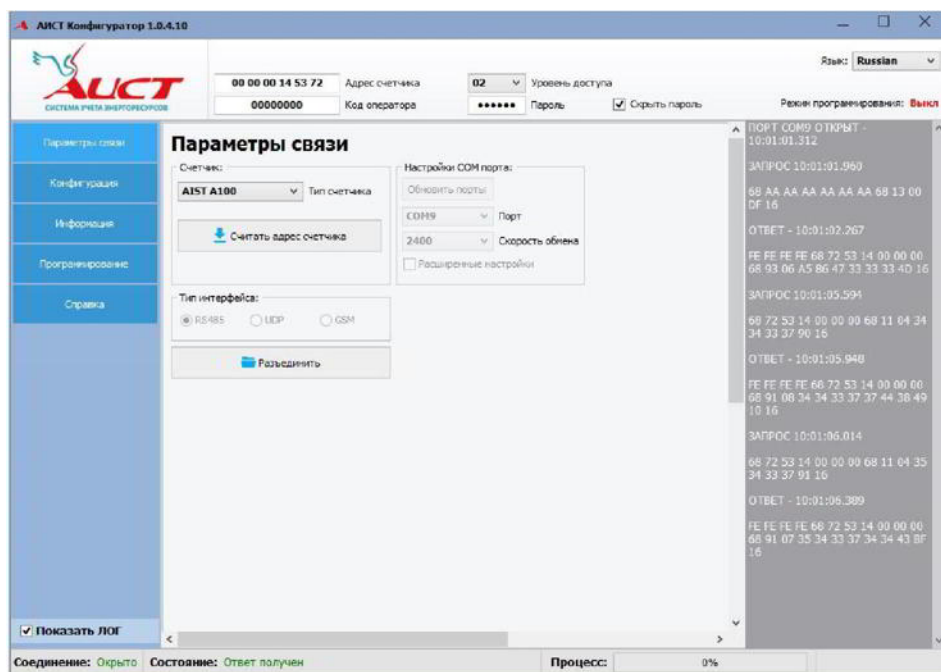 АИСТ Конфигуратор 1.0.4.10
Язык: Russian
АИСТ
СИСТЕМА УЧЕТА ЭНЕРГОРЕСУРСОВ
00 00 00 14 53 72 Адрес счетчика 02 Уровень доступа
00000000 Код оператора •••••• Пароль Скрыть пароль Режим программирования: Выкл
Параметры связи
Конфигурация
Информация
Программирование
Справка
Показать ЛОГ
Параметры связи
Счетчик:
AIST A100 Тип счетчика
Считать адрес счетчика
Настройки COM порта:
Обновить порты
COM9 Порт
2400 Скорость обмена
Расширенные настройки
Тип интерфейса:
RS485 UDP GSM
Разъединить
ПОРТ COM9 ОТКРЫТ -
10:01:01.312
ЗАПРОС 10:01:01.960
68 AA AA AA AA AA AA 68 13 00
DF 16
ОТВЕТ - 10:01:02.267
FE FE FE FE 68 72 53 14 00 00 00
68 93 06 A5 86 47 33 33 33 4D 16
ЗАПРОС 10:01:05.594
68 72 53 14 00 00 00 68 11 04 34
34 33 37 90 16
ОТВЕТ - 10:01:05.948
FE FE FE FE 68 72 53 14 00 00 00
68 91 08 34 34 33 37 37 44 38 49
10 16
ЗАПРОС 10:01:06.014
68 72 53 14 00 00 00 68 11 04 35
34 33 37 91 16
ОТВЕТ - 10:01:06.389
FE FE FE FE 68 72 53 14 00 00 00
68 91 07 35 34 33 37 34 34 43 BF
16
Соединение: Окрыто Состояние: Ответ получен Процесс: 0%